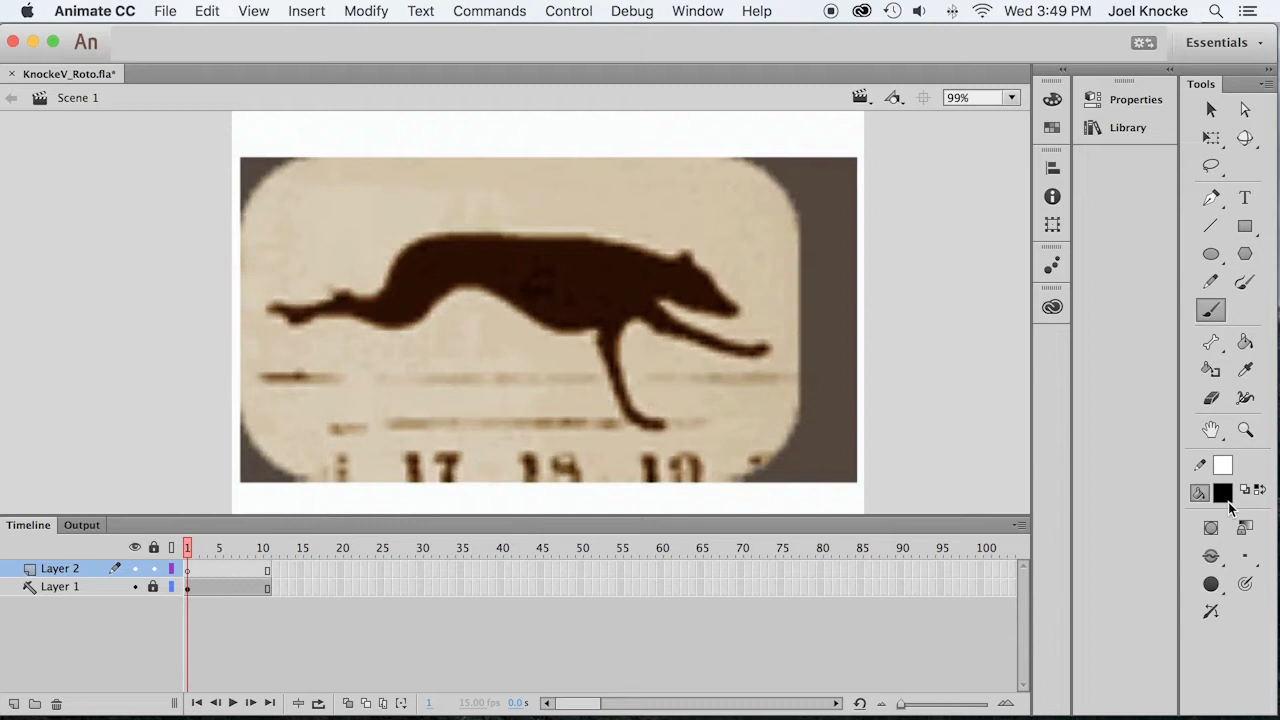 Animate CC File Edit View Insert Modify Text Commands Control Debug Window Help Wed 3:49 PM Joel Knocke
An Essentials
× KnockeV_Roto.fla*
Scene 1 99%
Tools
Properties
Library
T
17 18 19
Timeline Output
1 5 10 15 20 25 30 35 40 45 50 55 60 65 70 75 80 85 90 95 100
Layer 2
Layer 1
1 15.00 fps 0.0 s